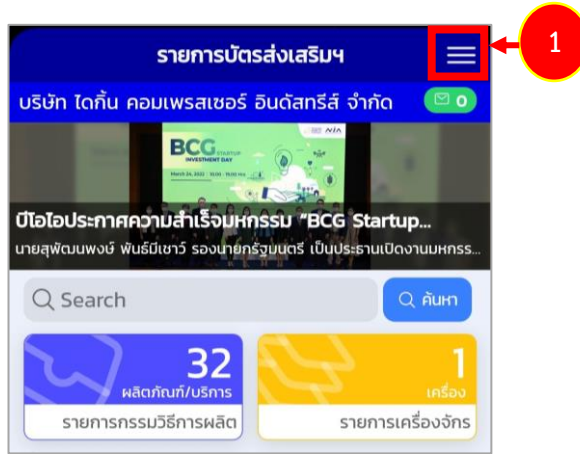 รายการบัตรส่งเสริมฯ
1
บริษัท ไดกิ้น คอมเพรสเซอร์ อินดัสทรีส์ จำกัด
0
NIA
BCG STARTUP
INVESTMENT DAY
บีโอไอประกาศความสำเร็จมหกรรม “BCG Startup...
นายสุพัฒนพงษ์ พันธ์มีเชาว์ รองนายกรัฐมนตรี เป็นประธานเปิดงานมหกรร...
Search
ค้นหา
32
ผลิตภัณฑ์/บริการ
รายการกรรมวิธีการผลิต
1
เครื่อง
รายการเครื่องจักร